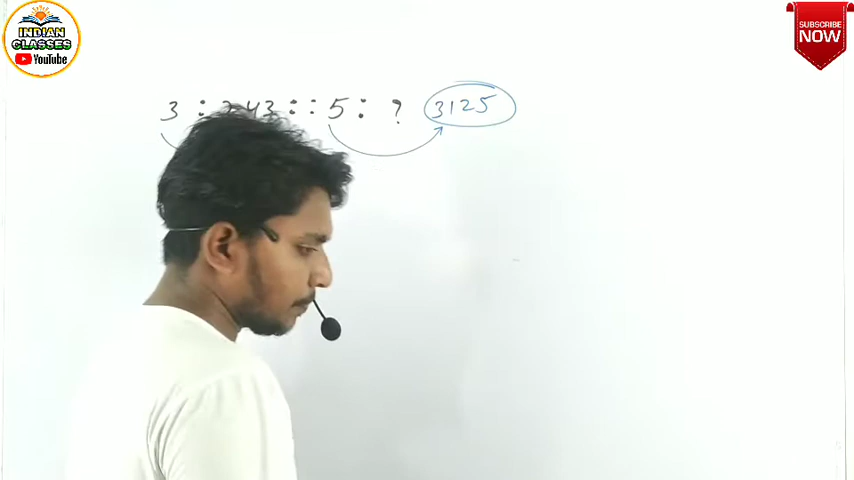 INDIAN
CLASSES
YouTube
SUBSCRIBE
NOW
3 : 243 :: 5 : ? 3125